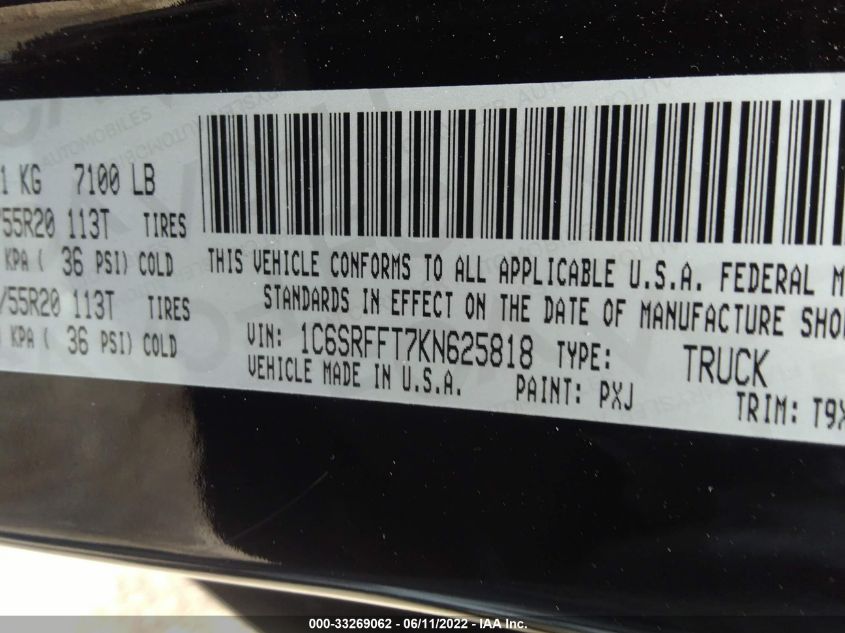 1 KG 7100 LB
/55R20 113T TIRES
KPA ( 36 PSI) COLD
/55R20 113T TIRES
KPA ( 36 PSI) COLD
THIS VEHICLE CONFORMS TO ALL APPLICABLE U.S.A. FEDERAL M
STANDARDS IN EFFECT ON THE DATE OF MANUFACTURE SHO
VIN: 1C6SRFFT7KN625818 TYPE: TRUCK
VEHICLE MADE IN U.S.A. PAINT: PXJ TRIM: T9X
000-33269062 - 06/11/2022 - IAA Inc.